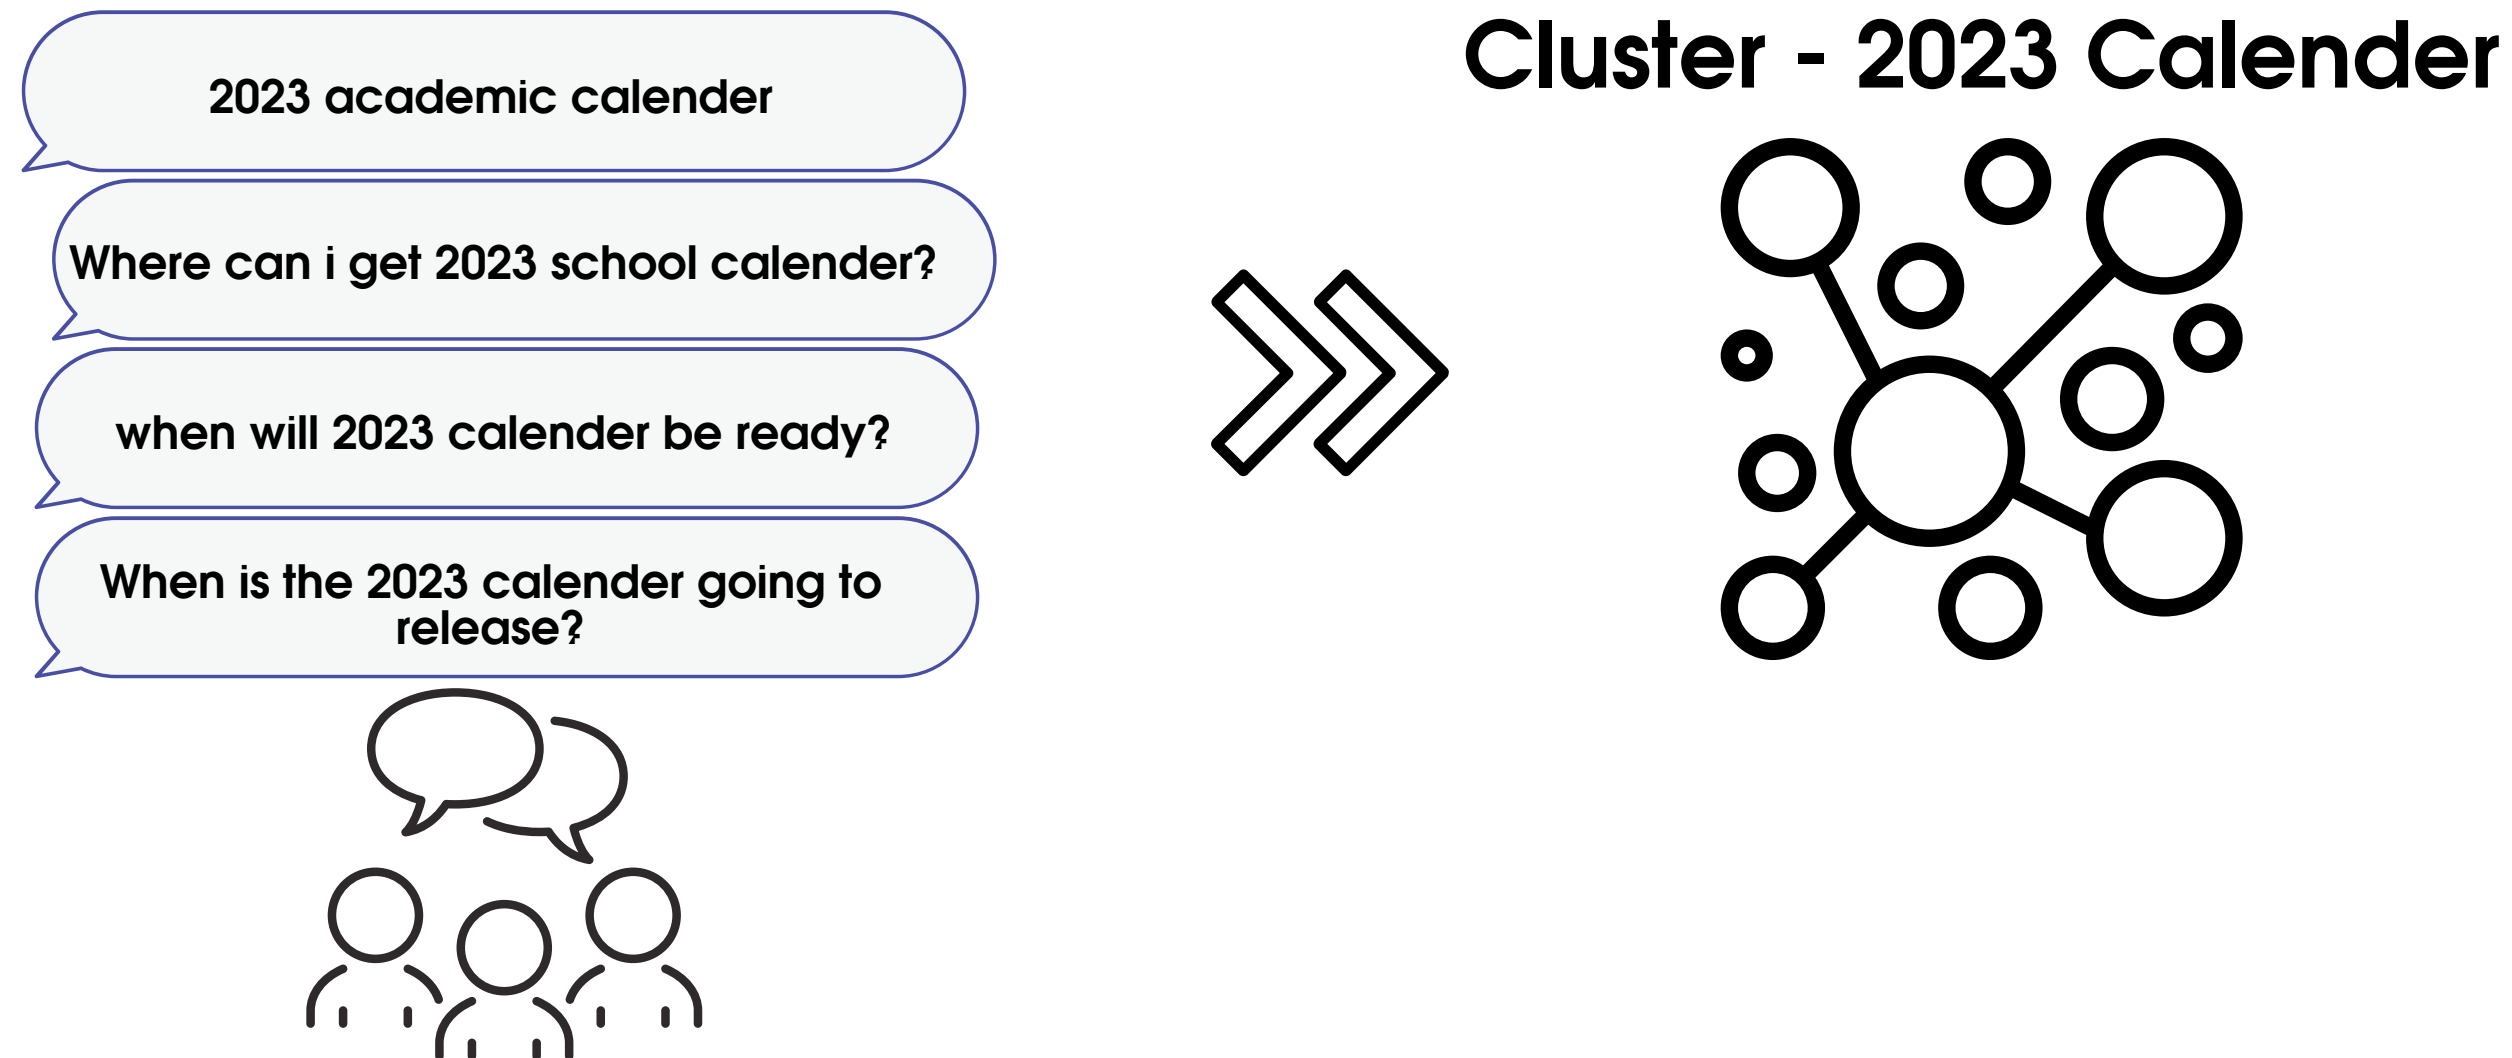 2023 academic calender
Where can i get 2023 school calender?
when will 2023 calender be ready?
When is the 2023 calender going to
release?
Cluster - 2023 Calender